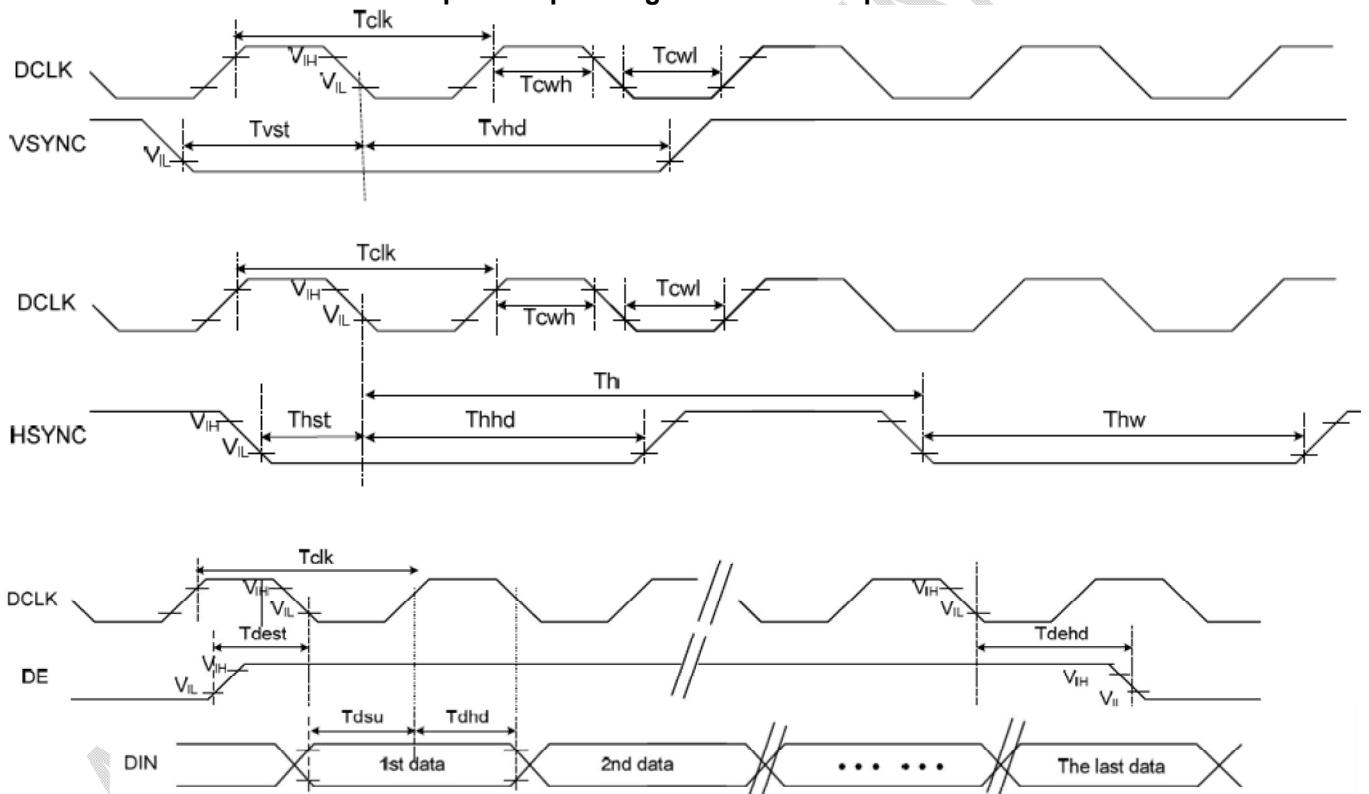 Tclk
DCLK
VIH
VIL
Tcwh
Tcwl
VSYNC
VIL
Tvst
Tvhd
Tclk
DCLK
VIH
VIL
Tcwh
Tcwl
Th
HSYNC
VIH
VIL
Thst
Thhd
Thw
Tclk
DCLK
VIH
VIL
VIH
VIL
Tdest
Tdehd
DE
VIH
VIL
VIH
VIL
Tdsu
Tdhd
DIN
1st data
2nd data
••• •••
The last data